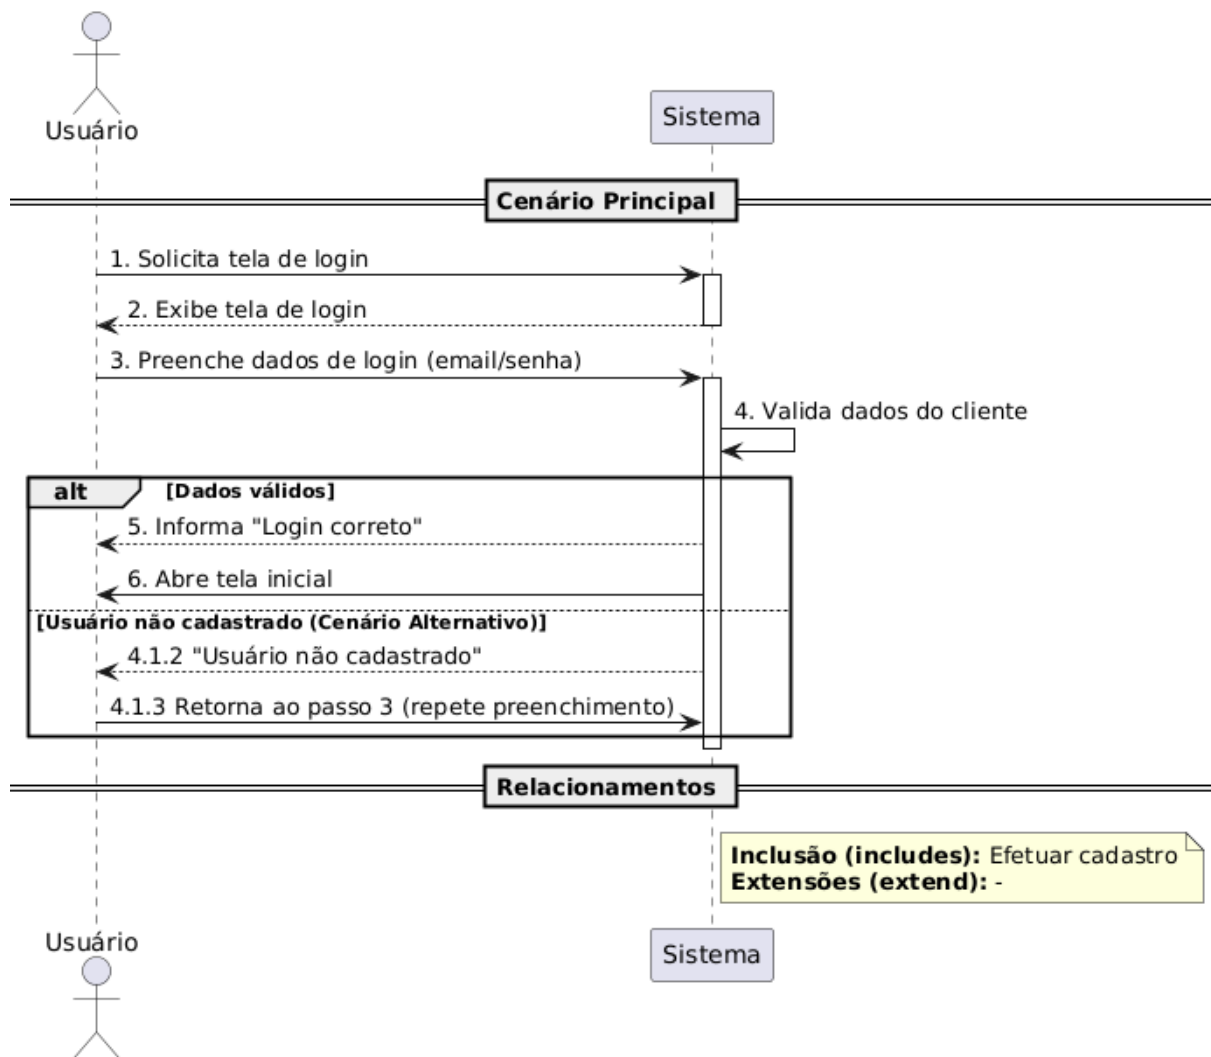 Usuário
Sistema
Cenário Principal
1. Solicita tela de login
2. Exibe tela de login
3. Preenche dados de login (email/senha)
4. Valida dados do cliente
alt [Dados válidos]
5. Informa "Login correto"
6. Abre tela inicial
[Usuário não cadastrado (Cenário Alternativo)]
4.1.2 "Usuário não cadastrado"
4.1.3 Retorna ao passo 3 (repete preenchimento)
Relacionamentos
Inclusão (includes): Efetuar cadastro
Extensões (extend): -
Usuário
Sistema